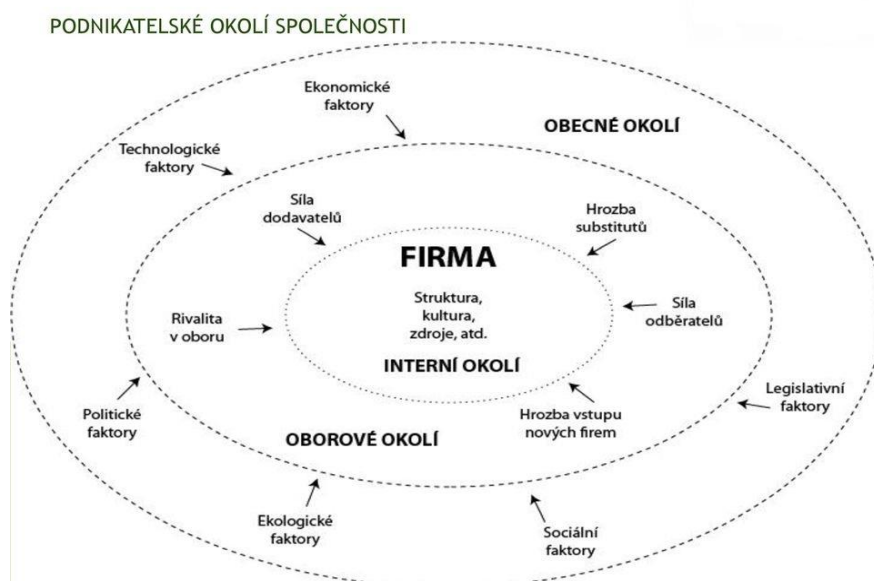 PODNIKATELSKÉ OKOLÍ SPOLEČNOSTI
Ekonomické
faktory
OBECNÉ OKOLÍ
Technologické
faktory
Síla
dodavatelů
Hrozba
substitutů
FIRMA
Struktura,
kultura,
zdroje, atd.
INTERNÍ OKOLÍ
Rivalita
v oboru
Síla
odběratelů
Politické
faktory
Legislativní
faktory
Hrozba vstupu
nových firem
OBOROVÉ OKOLÍ
Ekologické
faktory
Sociální
faktory